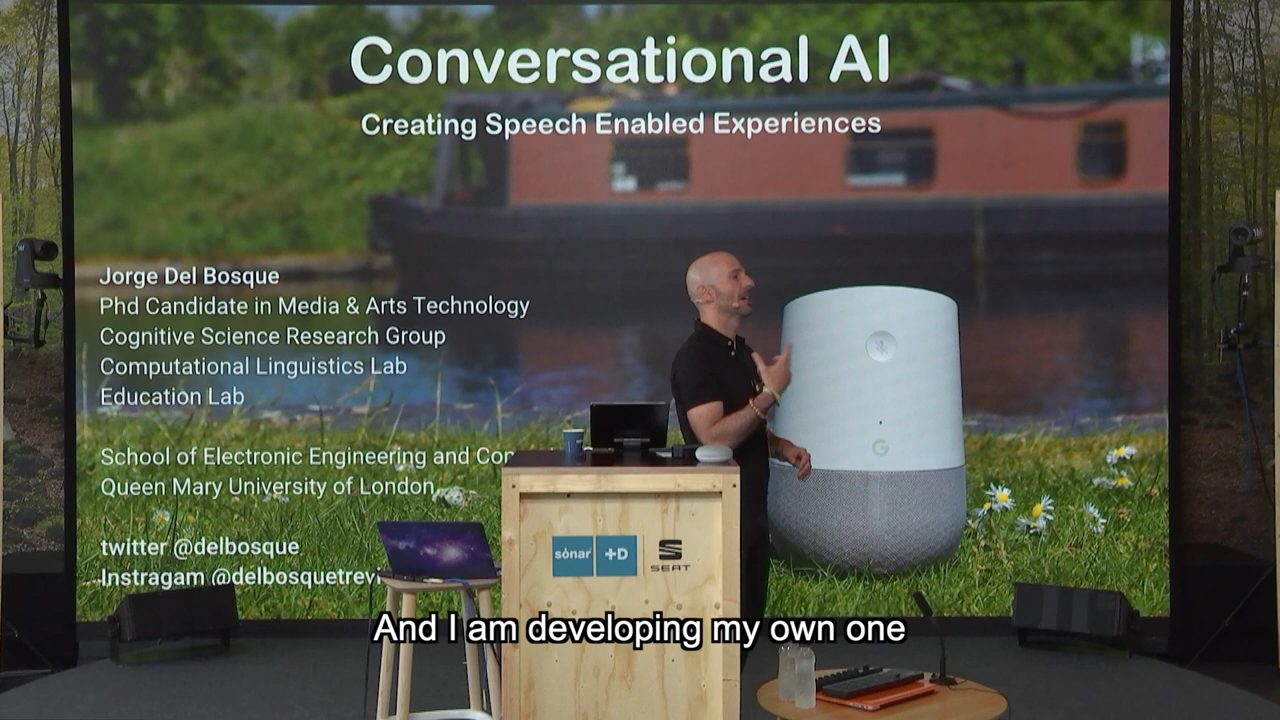 Conversational AI
Creating Speech Enabled Experiences
Jorge Del Bosque
Phd Candidate in Media & Arts Technology
Cognitive Science Research Group
Computational Linguistics Lab
Education Lab
School of Electronic Engineering and
Queen Mary University of London
twitter @delbosque
Instragam @delbosquetrevi
G
sónar +D
SEAT
And I am developing my own one